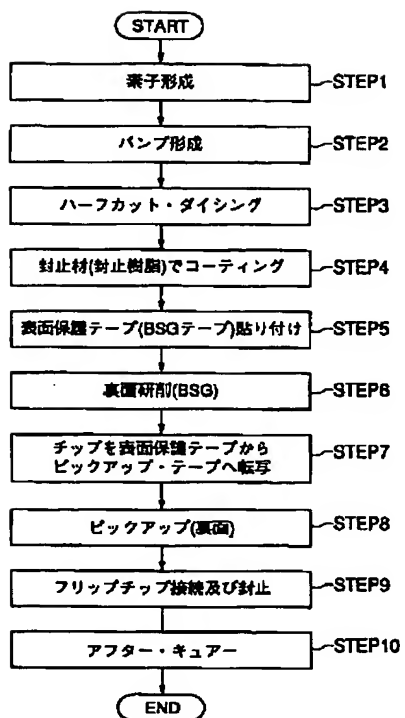 START
素子形成
STEP1
バンプ形成
STEP2
ハーフカット・ダイシング
STEP3
封止材(封止樹脂)でコーティング
STEP4
表面保護テープ(BSGテープ)貼り付け
STEP5
裏面研削(BSG)
STEP6
チップを表面保護テープから
ピックアップ・テープへ転写
STEP7
ピックアップ(裏面)
STEP8
フリップチップ接続及び封止
STEP9
アフター・キュアー
STEP10
END